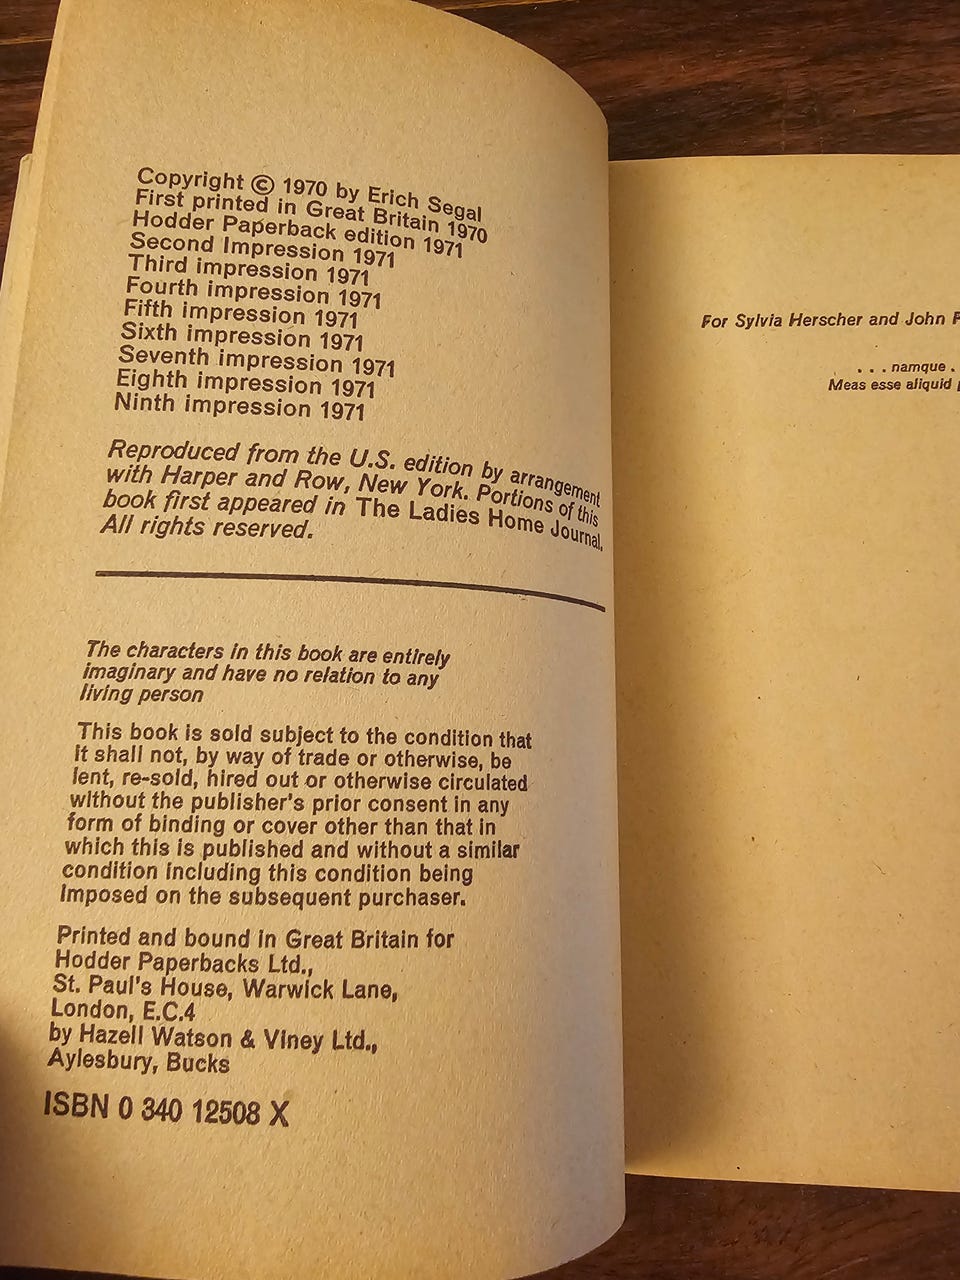 Copyright © 1970 by Erich Segal
First printed in Great Britain 1970
Hodder Paperback edition 1971
Second Impression 1971
Third impression 1971
Fourth impression 1971
Fifth impression 1971
Sixth impression 1971
Seventh impression 1971
Eighth impression 1971
Ninth impression 1971
Reproduced from the U.S. edition by arrangement
with Harper and Row, New York. Portions of this
book first appeared in The Ladies Home Journal.
All rights reserved.
The characters in this book are entirely
imaginary and have no relation to any
living person
This book is sold subject to the condition that
it shall not, by way of trade or otherwise, be
lent, re-sold, hired out or otherwise circulated
without the publisher's prior consent in any
form of binding or cover other than that in
which this is published and without a similar
condition including this condition being
imposed on the subsequent purchaser.
Printed and bound in Great Britain for
Hodder Paperbacks Ltd.,
St. Paul's House, Warwick Lane,
London, E.C.4
by Hazell Watson & Viney Ltd.,
Aylesbury, Bucks
ISBN 0 340 12508 X
For Sylvia Herscher and John
. . . namque .
Meas esse aliquid